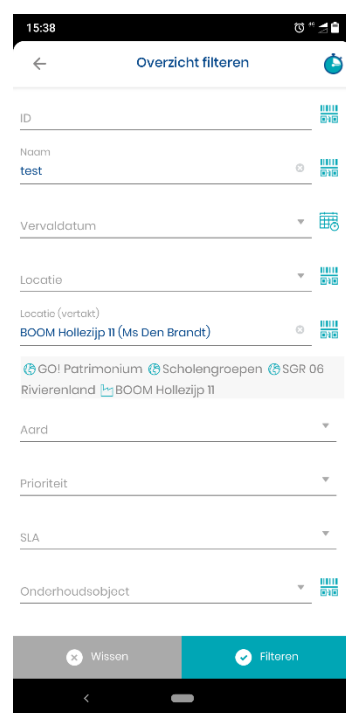 15:38
Overzicht filteren
ID
Naam
test
Vervaldatum
Locatie
Locatie (vertakt)
BOOM Hollezijp 11 (Ms Den Brandt)
GO! Patrimonium Scholengroepen SGR 06
Rivierenland BOOM Hollezijp 11
Aard
Prioriteit
SLA
Onderhoudsobject
Wissen Filteren